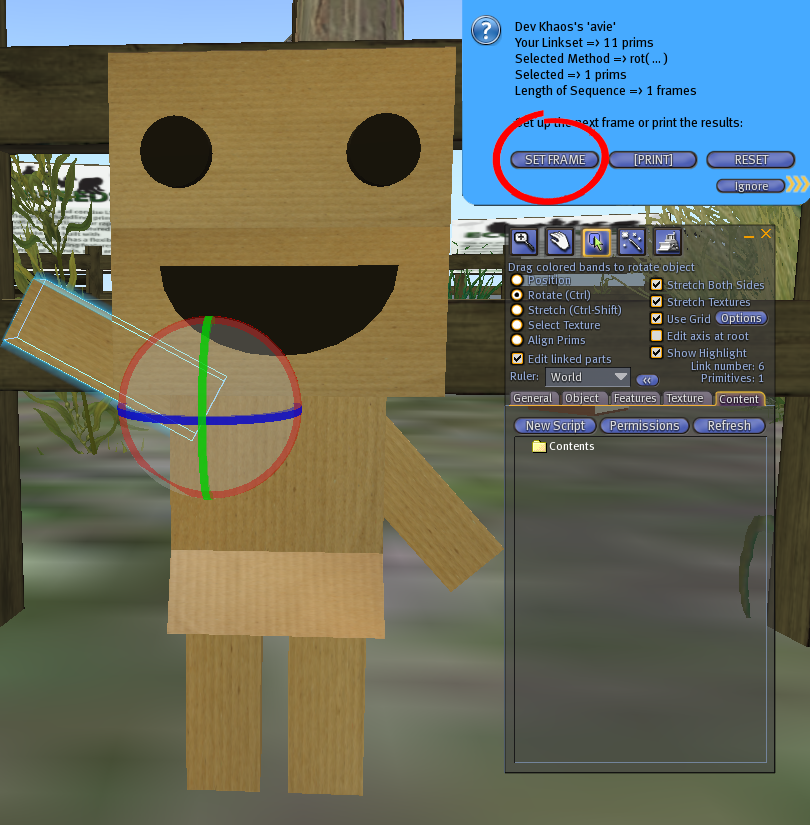 Dev Khaos's 'avie'
Your Linkset => 11 prims
Selected Method => rot( ... )
Selected => 1 prims
Length of Sequence => 1 frames
Set up the next frame or print the results:
SET FRAME
[PRINT]
RESET
Ignore
Drag colored bands to rotate object
Position
Rotate (Ctrl)
Stretch (Ctrl-Shift)
Select Texture
Align Prims
Edit linked parts
Ruler: World
Stretch Both Sides
Stretch Textures
Use Grid
Options
Edit axis at root
Show Highlight
Link number: 6
Primitives: 1
General
Object
Features
Texture
Content
New Script
Permissions
Refresh
Contents